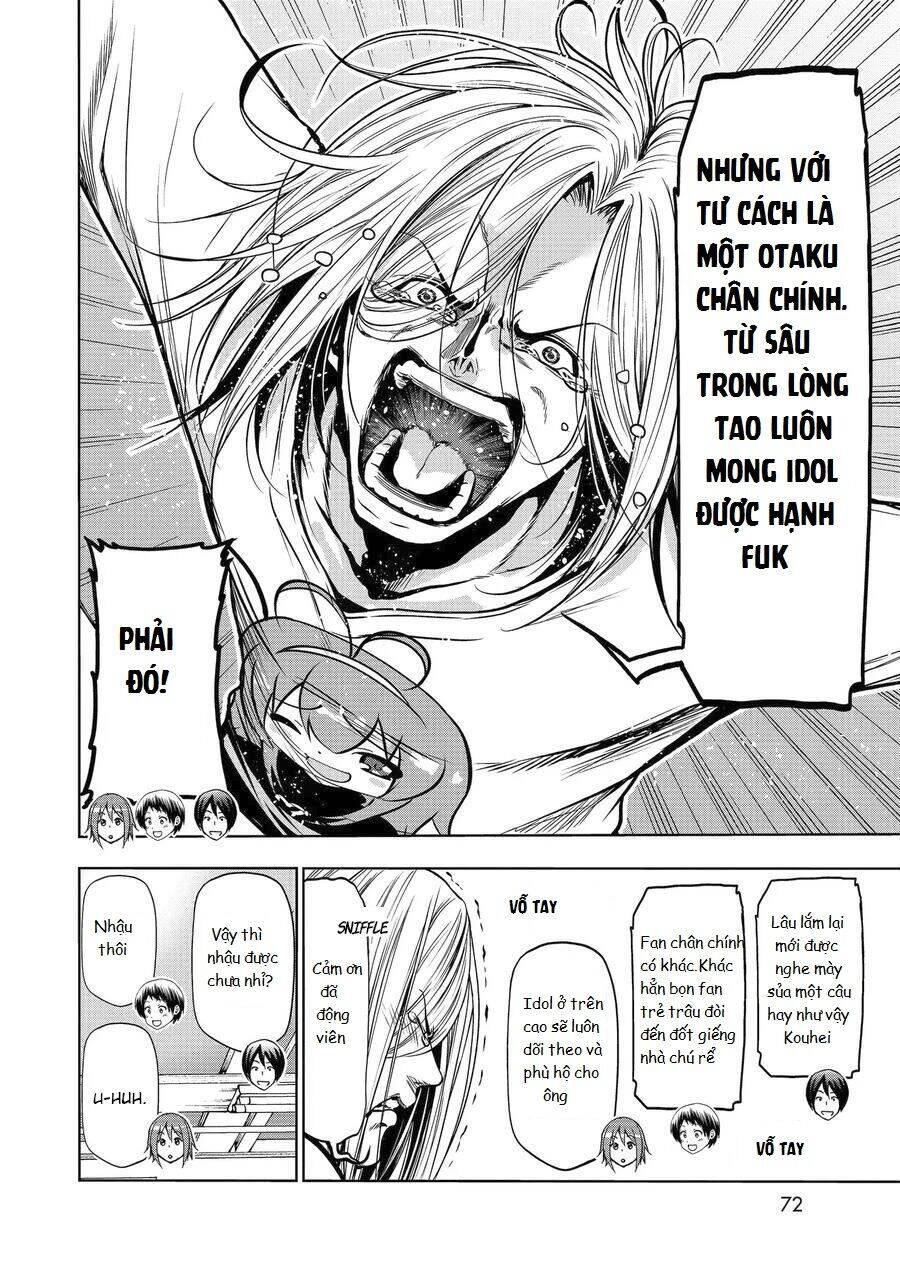 NHƯNG VỚI
TƯ CÁCH LÀ
MỘT OTAKU
CHÂN CHÍNH.
TỪ SÂU
TRONG LÒNG
TAO LUÔN
MONG IDOL
ĐƯỢC HẠNH
FUK
PHẢI
ĐÓ!
Lâu lắm lại
mới được
nghe mày
sủa một câu
hay như vậy
Kouhei
Fan chân chính
có khác.Khác
hẳn bọn fan
trẻ trâu đòi
đến đốt giếng
nhà chú rể
VỖ TAY
Idol ở trên
cao sẽ luôn
dõi theo và
phù hộ cho
ông
VỖ TAY
SNIFFLE
Cảm ơn
đã
động
viên
Vậy thì
nhậu được
chưa nhỉ?
Nhậu
thôi
U-HUH.
72